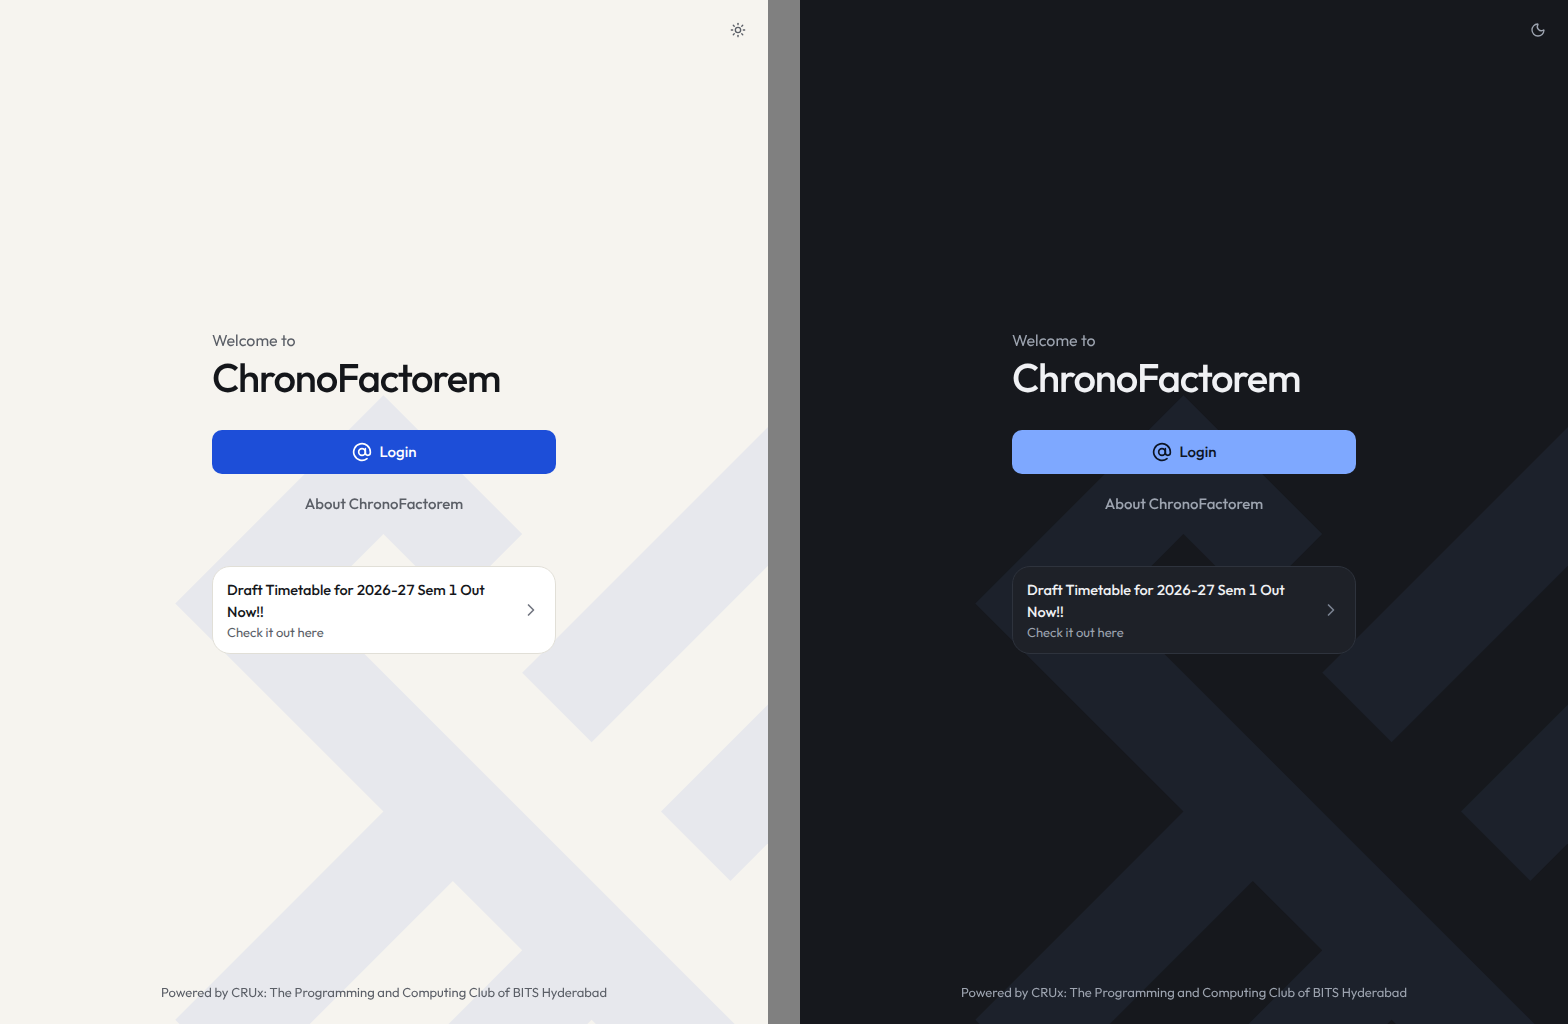 Welcome to
ChronoFactorem
Login
About ChronoFactorem
Draft Timetable for 2026-27 Sem 1 Out
Now!!
Check it out here
Powered by CRUx: The Programming and Computing Club of BITS Hyderabad
Welcome to
ChronoFactorem
Login
About ChronoFactorem
Draft Timetable for 2026-27 Sem 1 Out
Now!!
Check it out here
Powered by CRUx: The Programming and Computing Club of BITS Hyderabad